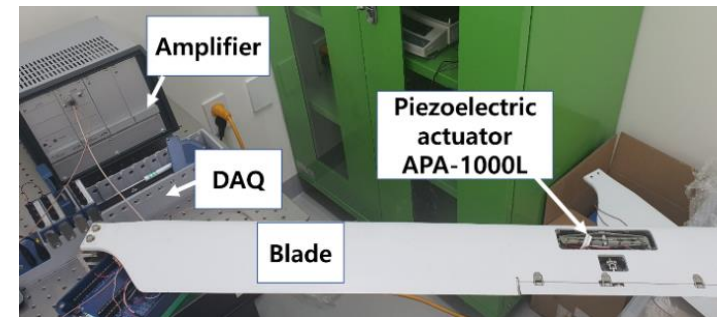 Amplifier
Piezoelectric
actuator
APA-1000L
DAQ
Blade